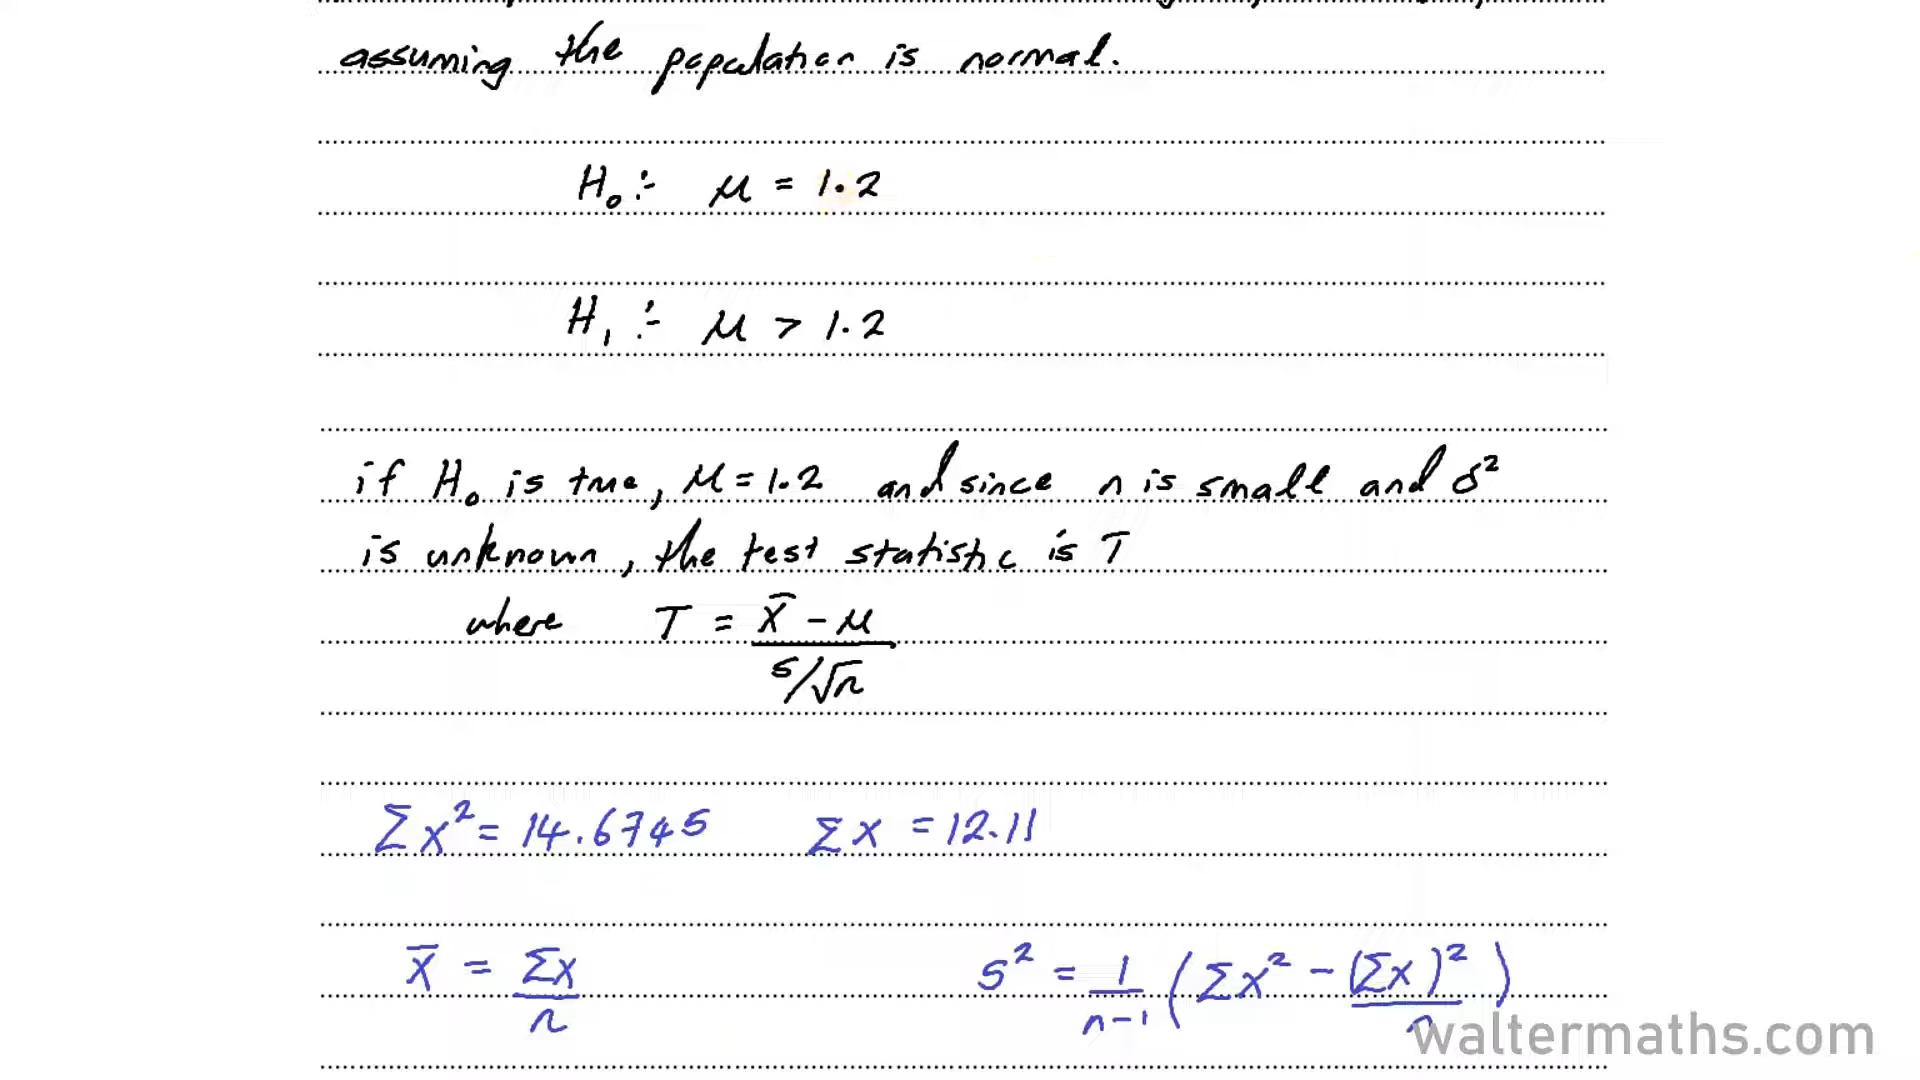 assuming the population is normal.
H₀ :- μ = 1.2
H₁ :- μ > 1.2
if H₀ is true, μ = 1.2 and since n is small and σ²
is unknown, the test statistic is T
where T = (x̄ - μ) / (s/√n)
Σx² = 14.6745 Σx = 12.11
x̄ = Σx/n s² = 1/(n-1) (Σx² - (Σx)²/n)
waltermaths.com